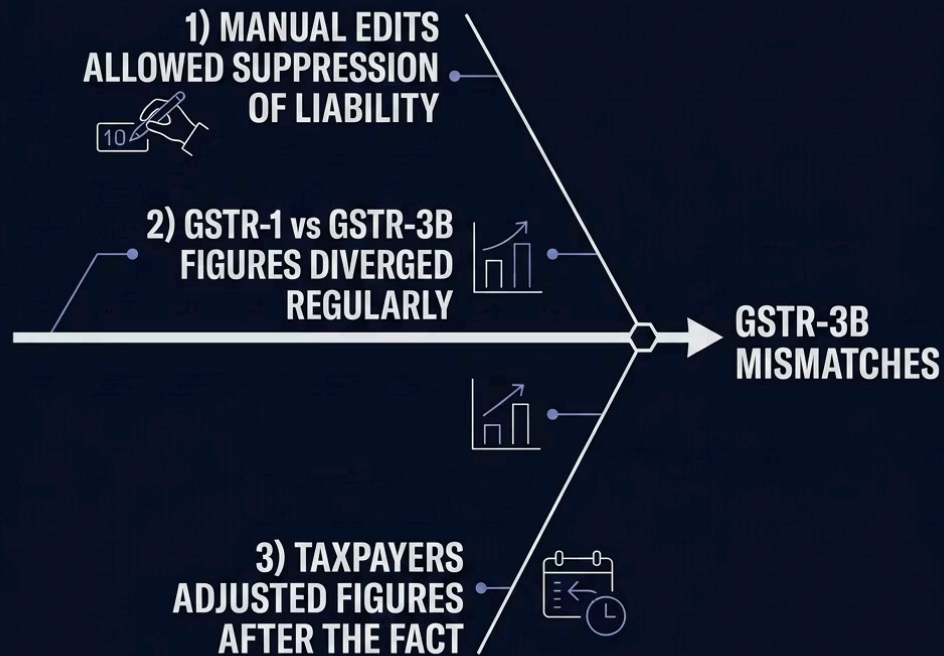 1) MANUAL EDITS
ALLOWED SUPPRESSION
OF LIABILITY
10
2) GSTR-1 vs GSTR-3B
FIGURES DIVERGED
REGULARLY
GSTR-3B
MISMATCHES
3) TAXPAYERS
ADJUSTED FIGURES
AFTER THE FACT